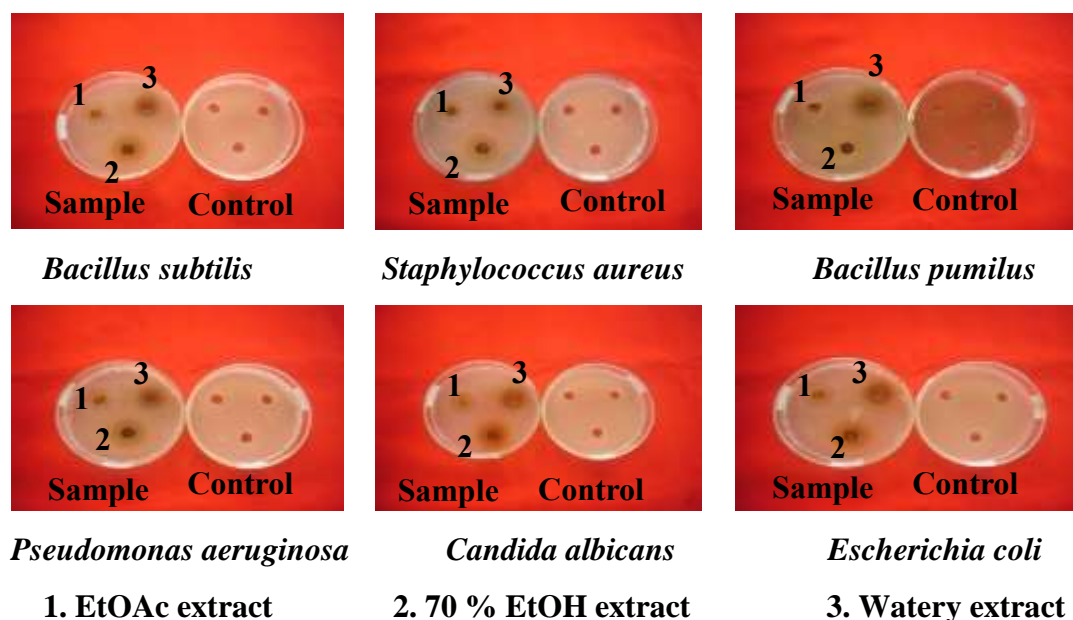 1 3 1 3 1 3
2 2 2
Sample Control Sample Control Sample Control
Bacillus subtilis Staphylococcus aureus Bacillus pumilus
1 3 1 3 1 3
2 2 2
Sample Control Sample Control Sample Control
Pseudomonas aeruginosa Candida albicans Escherichia coli
1. EtOAc extract 2. 70 % EtOH extract 3. Watery extract